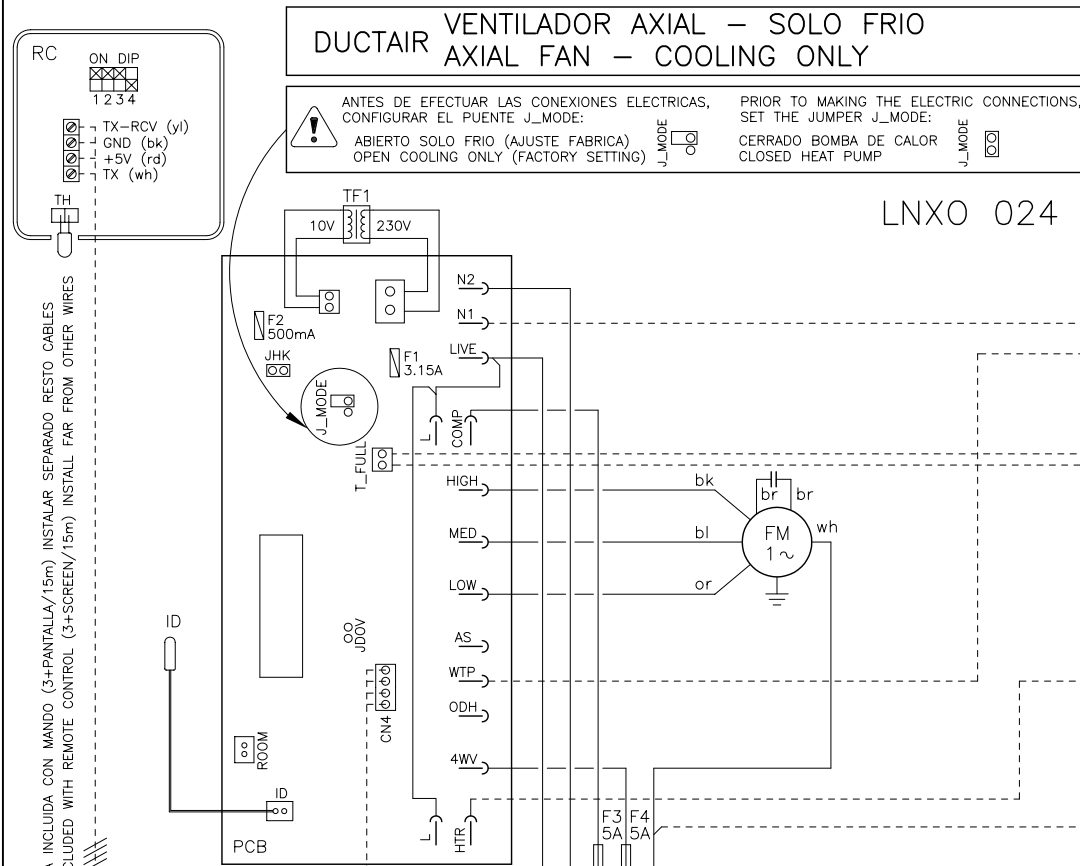 DUCTAIR
VENTILADOR AXIAL – SOLO FRIO
AXIAL FAN – COOLING ONLY
RC
ON DIP
1 2 3 4
TX–RCV (yl)
GND (bk)
+5V (rd)
TX (wh)
TH
ANTES DE EFECTUAR LAS CONEXIONES ELECTRICAS,
CONFIGURAR EL PUENTE J_MODE:
ABIERTO SOLO FRIO (AJUSTE FABRICA)
OPEN COOLING ONLY (FACTORY SETTING)
J_MODE
PRIOR TO MAKING THE ELECTRIC CONNECTIONS,
SET THE JUMPER J_MODE:
CERRADO BOMBA DE CALOR
CLOSED HEAT PUMP
J_MODE
LNXO 024
TF1
10V
230V
N2
N1
LIVE
F2
500mA
JHK
F1
3.15A
J_MODE
L
COMP
T_FULL
HIGH
MED
LOW
AS
WTP
ODH
4WV
bk
bl
or
br
br
wh
FM
1 ~
JDOV
CN4
ID
ROOM
ID
PCB
L
HTR
F3
5A
F4
5A
INCLUIDA CON MANDO (3+PANTALLA/15m) INSTALAR SEPARADO RESTO CABLES
WITH REMOTE CONTROL (3+SCREEN/15m) INSTALL FAR FROM OTHER WIRES